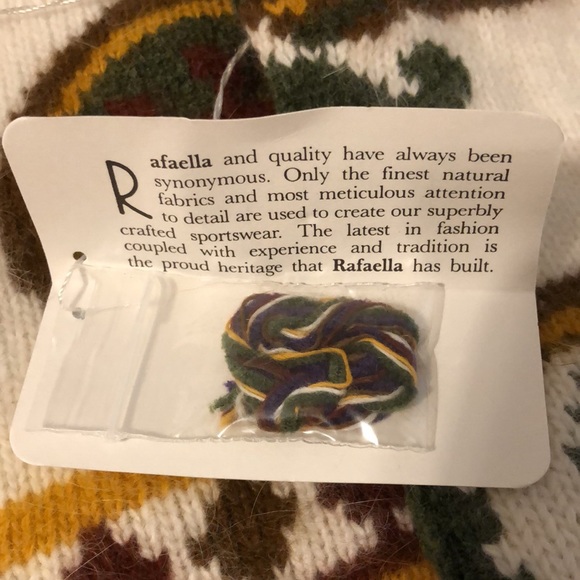 Rafaella and quality have always been
synonymous. Only the finest natural
fabrics and most meticulous attention
to detail are used to create our superbly
crafted sportswear. The latest in fashion
coupled with experience and tradition is
the proud heritage that Rafaella has built.